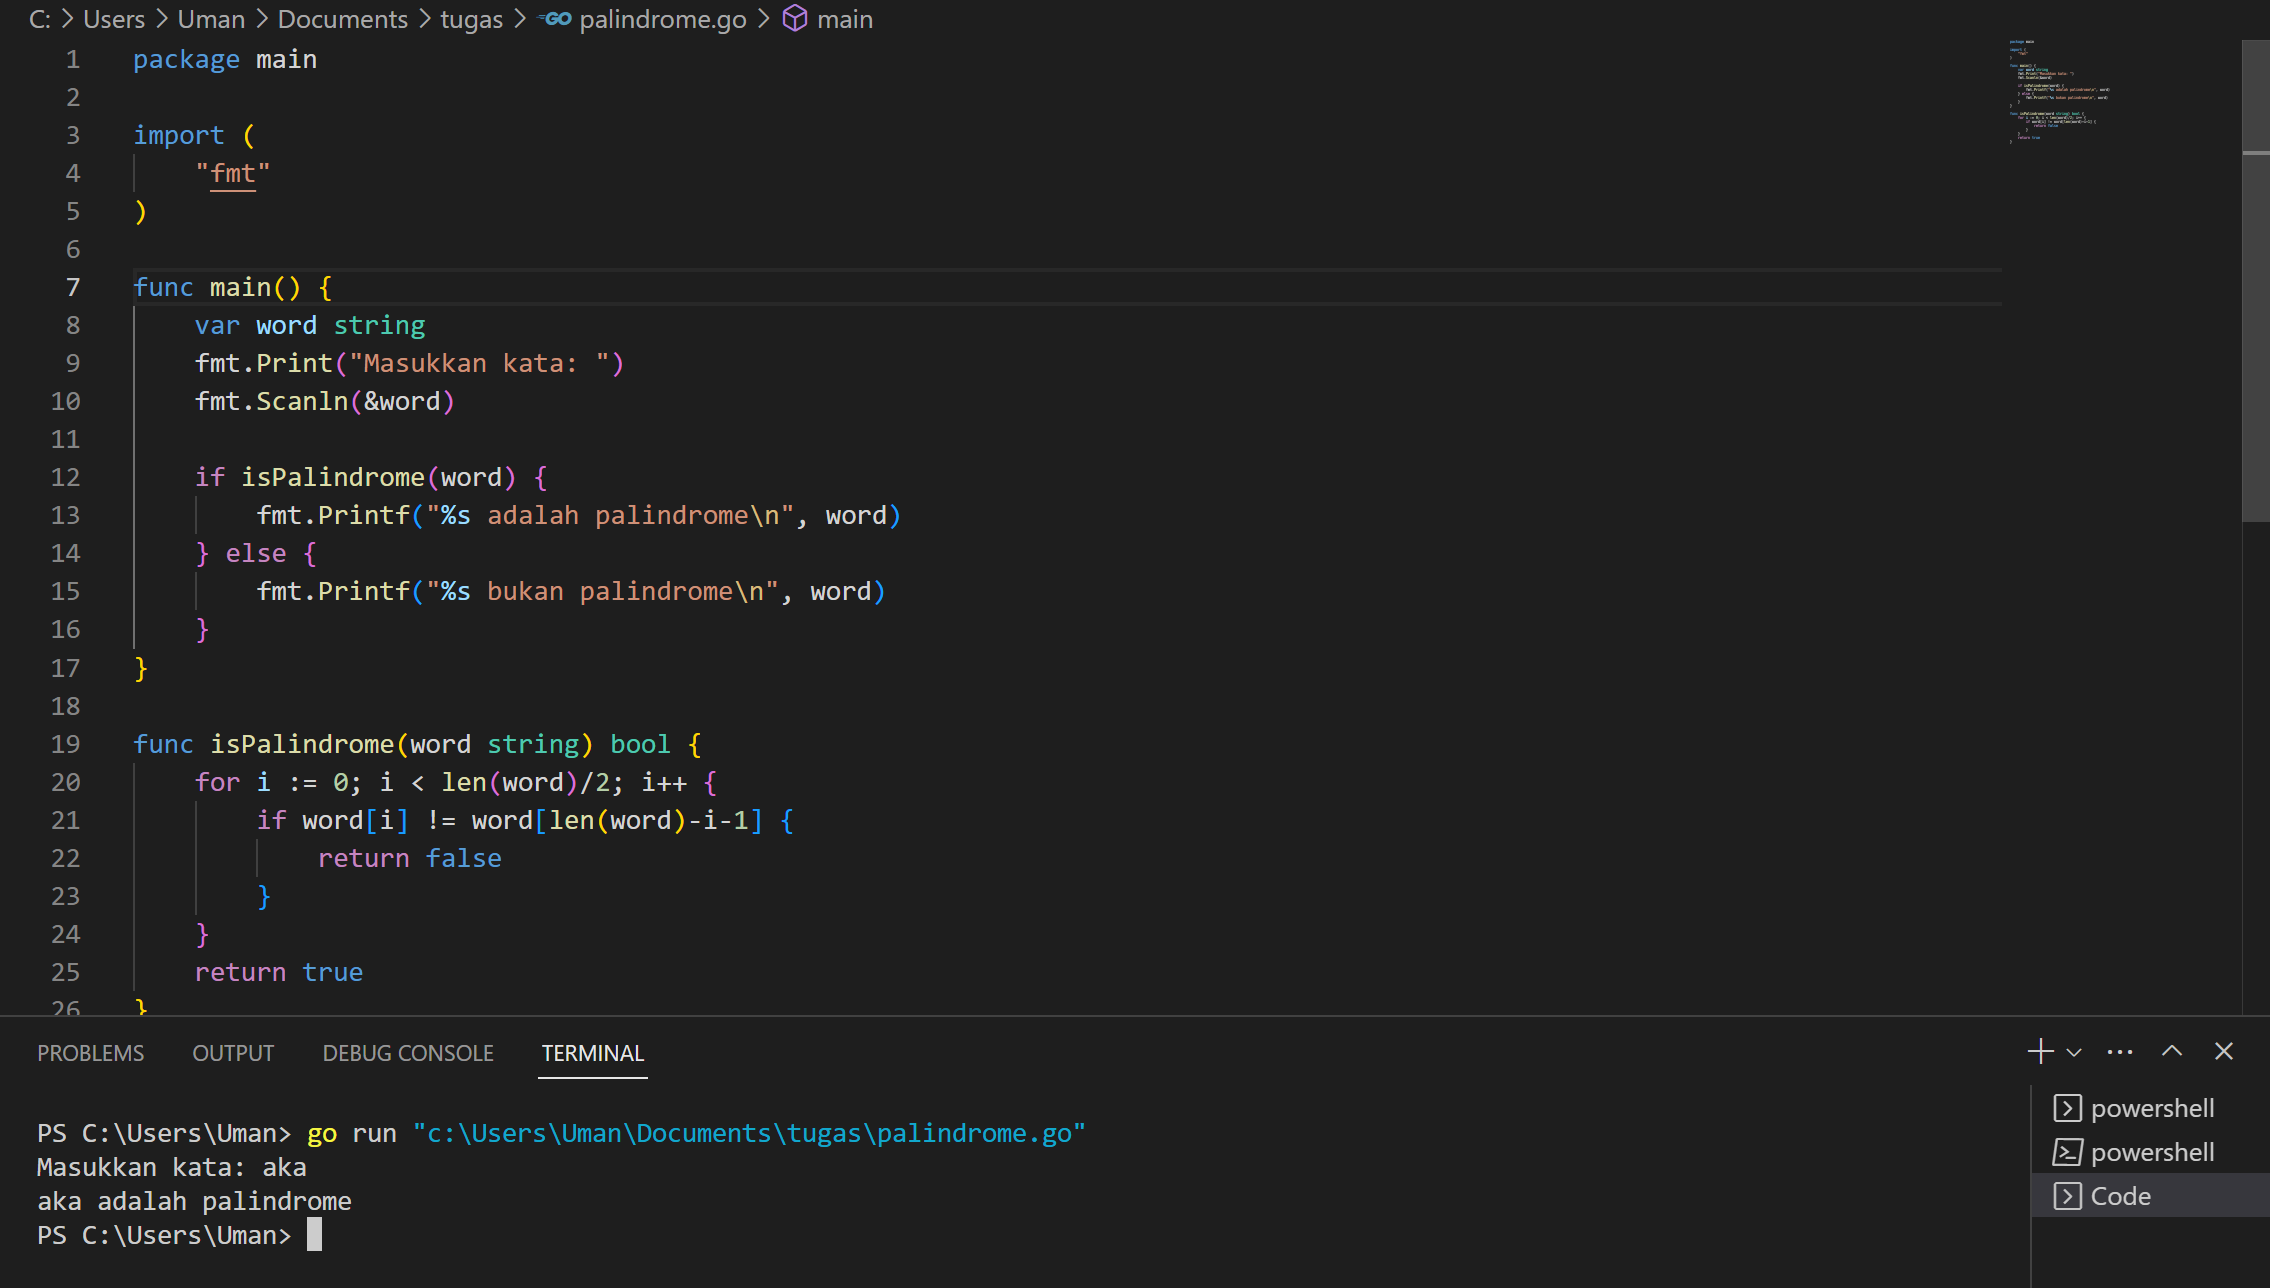 C: > Users > Uman > Documents > tugas > GO palindrome.go > main
1 package main
2
3 import (
4     "fmt"
5 )
6
7 func main() {
8     var word string
9     fmt.Print("Masukkan kata: ")
10     fmt.Scanln(&word)
11
12     if isPalindrome(word) {
13         fmt.Printf("%s adalah palindrome\n", word)
14     } else {
15         fmt.Printf("%s bukan palindrome\n", word)
16     }
17 }
18
19 func isPalindrome(word string) bool {
20     for i := 0; i < len(word)/2; i++ {
21         if word[i] != word[len(word)-i-1] {
22             return false
23         }
24     }
25     return true
26 }
PROBLEMS OUTPUT DEBUG CONSOLE TERMINAL
PS C:\Users\Uman> go run "c:\Users\Uman\Documents\tugas\palindrome.go"
Masukkan kata: aka
aka adalah palindrome
PS C:\Users\Uman>
powershell
powershell
Code